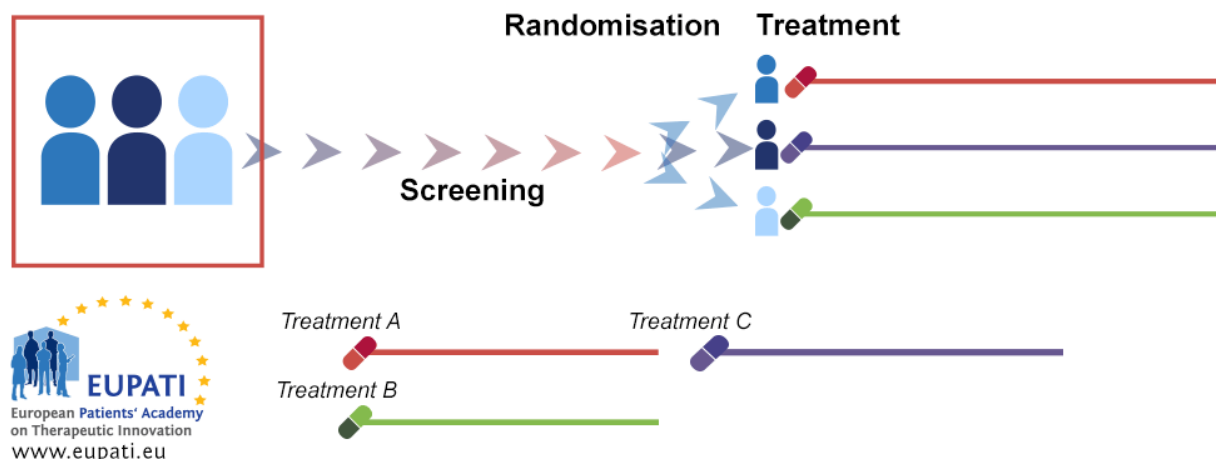 Randomisation Treatment
Screening
Treatment A
Treatment C
Treatment B
EUPATI
European Patients' Academy
on Therapeutic Innovation
www.eupati.eu